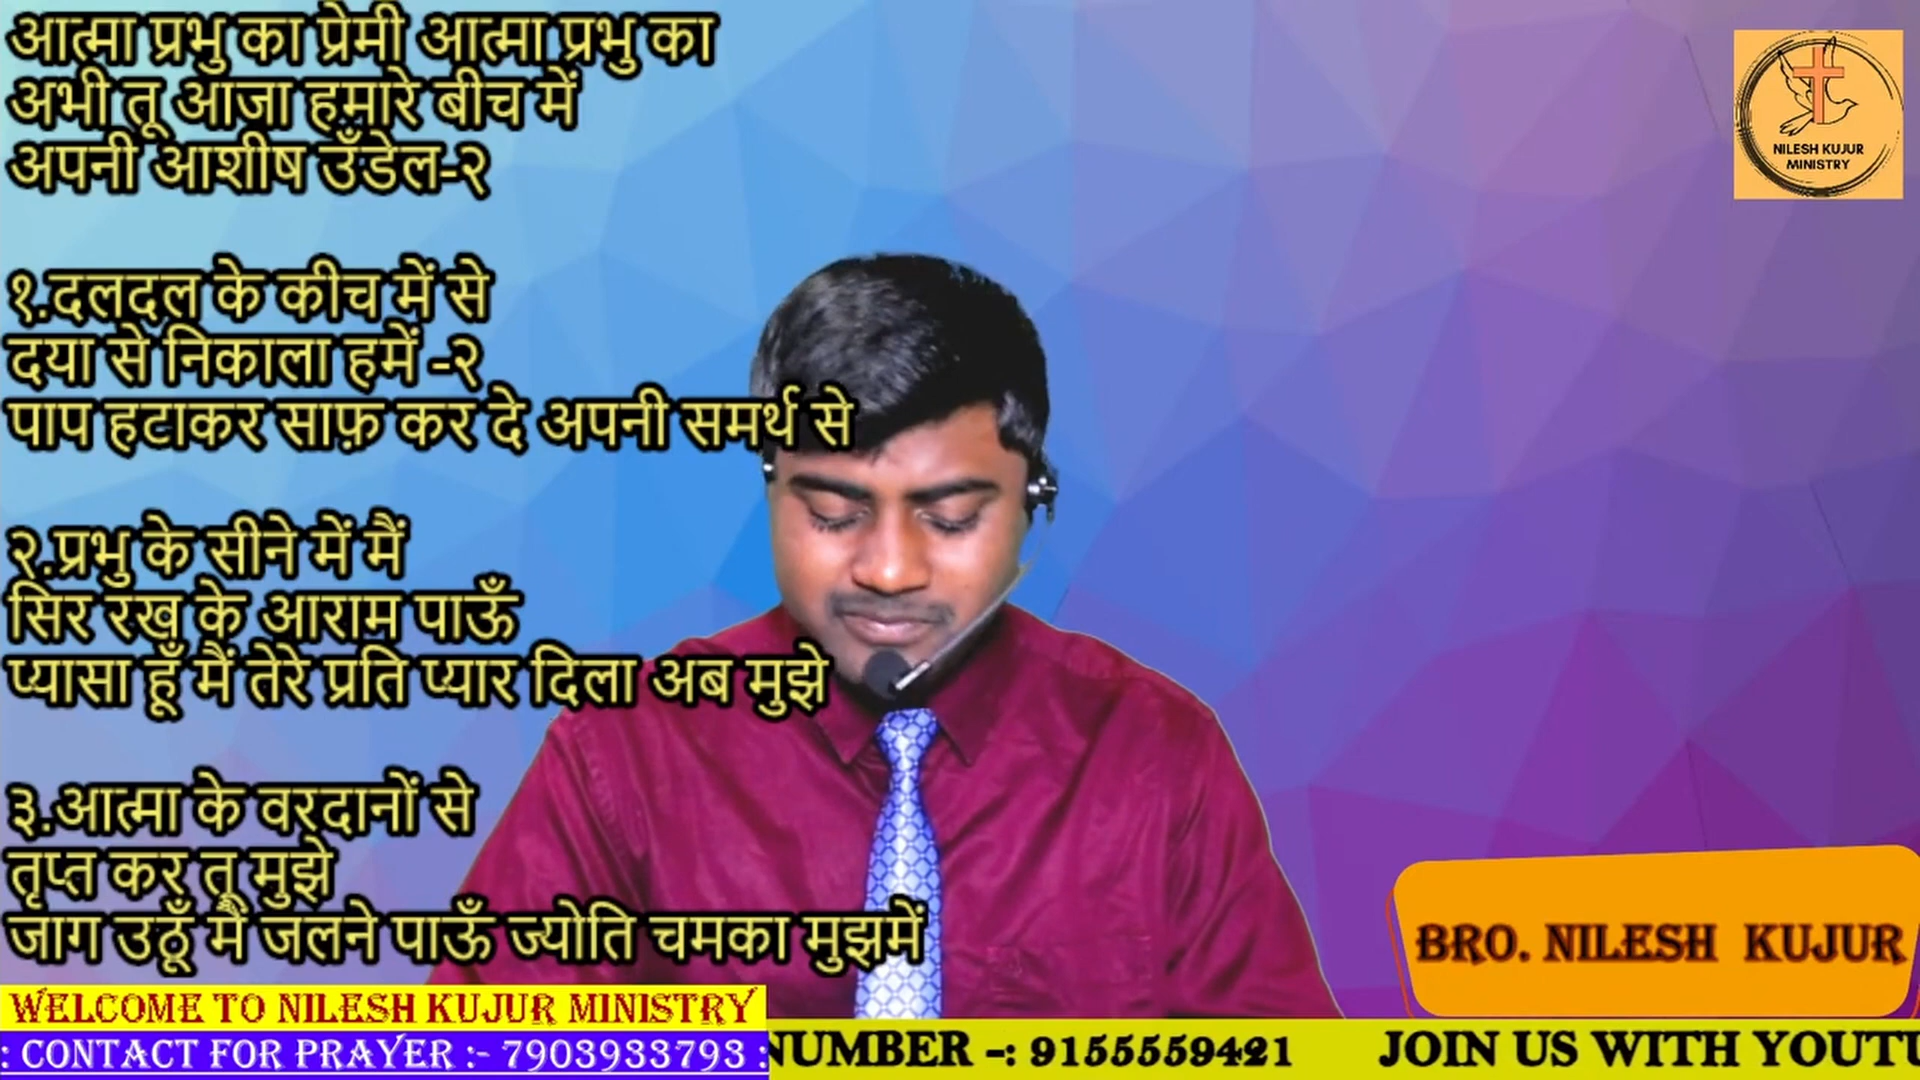 आत्मा प्रभु का प्रेमी आत्मा प्रभु का
अभी तू आजा हमारे बीच में
अपनी आशीष उँडेल-२
१.दलदल के कीच में से
दया से निकाला हमें -२
पाप हटाकर साफ़ कर दे अपनी समर्थ से
२.प्रभु के सीने में मैं
सिर रख के आराम पाऊँ
प्यासा हूँ मैं तेरे प्रति प्यार दिला अब मुझे
३.आत्मा के वरदानों से
तृप्त कर तू मुझे
जाग उठूँ मैं जलने पाऊँ ज्योति चमका मुझमें
NILESH KUJUR
MINISTRY
BRO. NILESH KUJUR
WELCOME TO NILESH KUJUR MINISTRY
: CONTACT FOR PRAYER :- 7903933793 :
NUMBER -: 9155559421 JOIN US WITH YOUTU